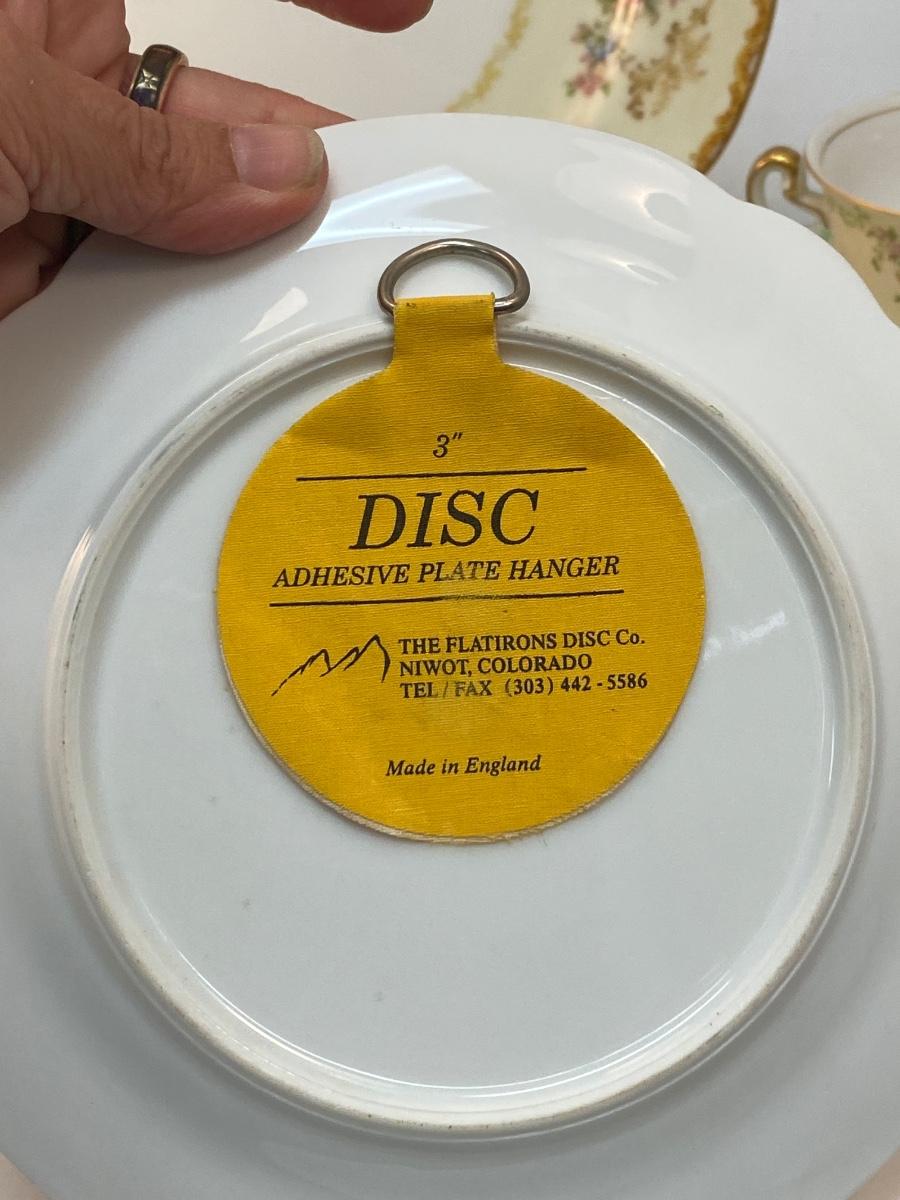 3"
DISC
ADHESIVE PLATE HANGER
THE FLATIRONS DISC Co.
NIWOT, COLORADO
TEL / FAX (303) 442 - 5586
Made in England